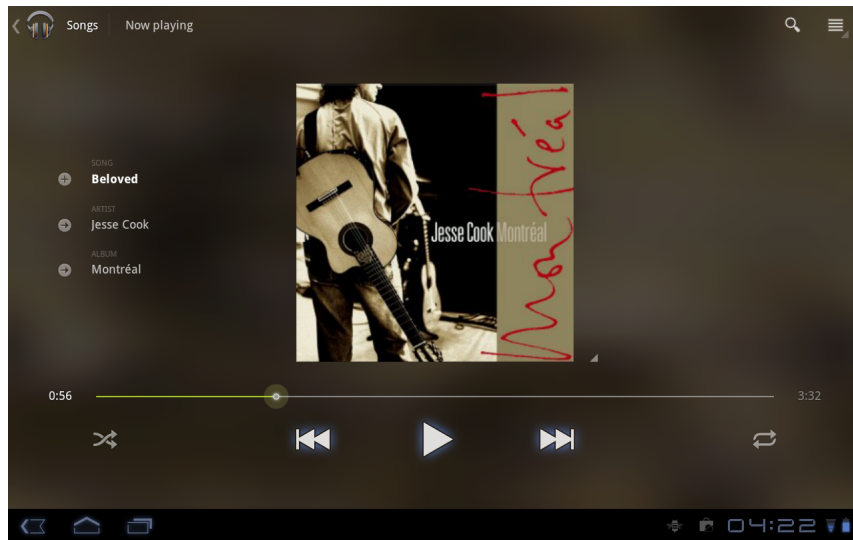 Songs Now playing
SONG
Beloved
ARTIST
Jesse Cook
ALBUM
Montréal
Jesse Cook Montréal
Montréal
0:56 3:32
04:22